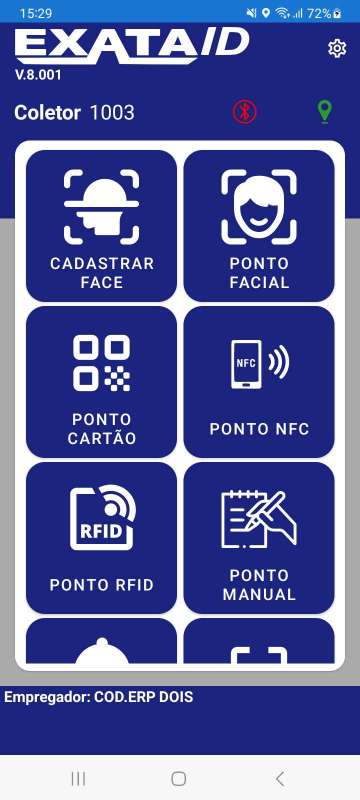 15:29
72%
EXATAID
V.8.001
Coletor 1003
CADASTRAR
FACE
PONTO
FACIAL
PONTO
CARTÃO
NFC
PONTO NFC
RFID
PONTO RFID
PONTO
MANUAL
Empregador: COD.ERP DOIS